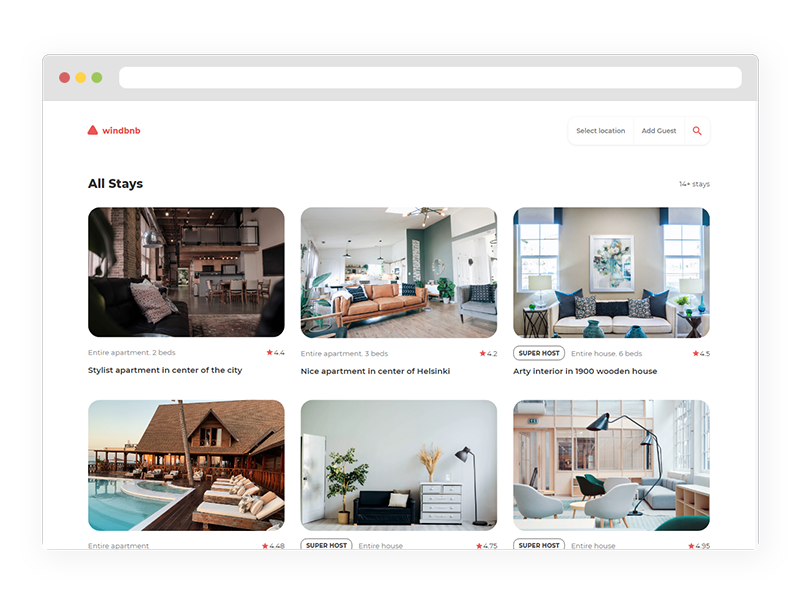 windbnb
Select location
Add Guest
All Stays
14+ stays
Entire apartment. 2 beds
4.4
Entire apartment. 3 beds
4.2
SUPER HOST
Entire house. 6 beds
4.5
Stylist apartment in center of the city
Nice apartment in center of Helsinki
Arty interior in 1900 wooden house
Entire apartment
4.48
SUPER HOST
Entire house
4.75
SUPER HOST
Entire house
4.95